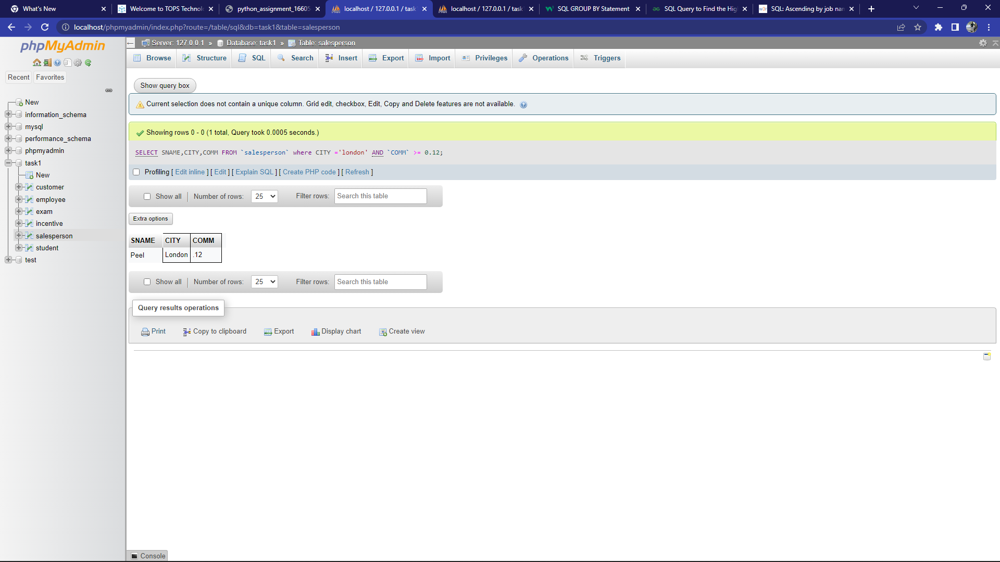 What's New
Welcome to TOPS Technol
python_assignment_16605
localhost / 127.0.0.1 / task
localhost / 127.0.0.1 / task
SQL GROUP BY Statement
SQL Query to Find the Hig
SQL: Ascending by job nam
localhost/phpmyadmin/index.php?route=/table/sql&db=task1&table=salesperson
phpMyAdmin
Recent
Favorites
New
information_schema
mysql
performance_schema
phpmyadmin
task1
New
customer
employee
exam
incentive
salesperson
student
test
Server: 127.0.0.1 » Database: task1 » Table: salesperson
Browse
Structure
SQL
Search
Insert
Export
Import
Privileges
Operations
Triggers
Show query box
Current selection does not contain a unique column. Grid edit, checkbox, Edit, Copy and Delete features are not available.
Showing rows 0 - 0 (1 total, Query took 0.0005 seconds.)
SELECT SNAME,CITY,COMM FROM `salesperson` where CITY ='london' AND `COMM` >= 0.12;
Profiling [ Edit inline ] [ Edit ] [ Explain SQL ] [ Create PHP code ] [ Refresh ]
Show all | Number of rows: 25 Filter rows: Search this table
Extra options
SNAME CITY COMM
Peel London .12
Show all | Number of rows: 25 Filter rows: Search this table
Query results operations
Print
Copy to clipboard
Export
Display chart
Create view
Console